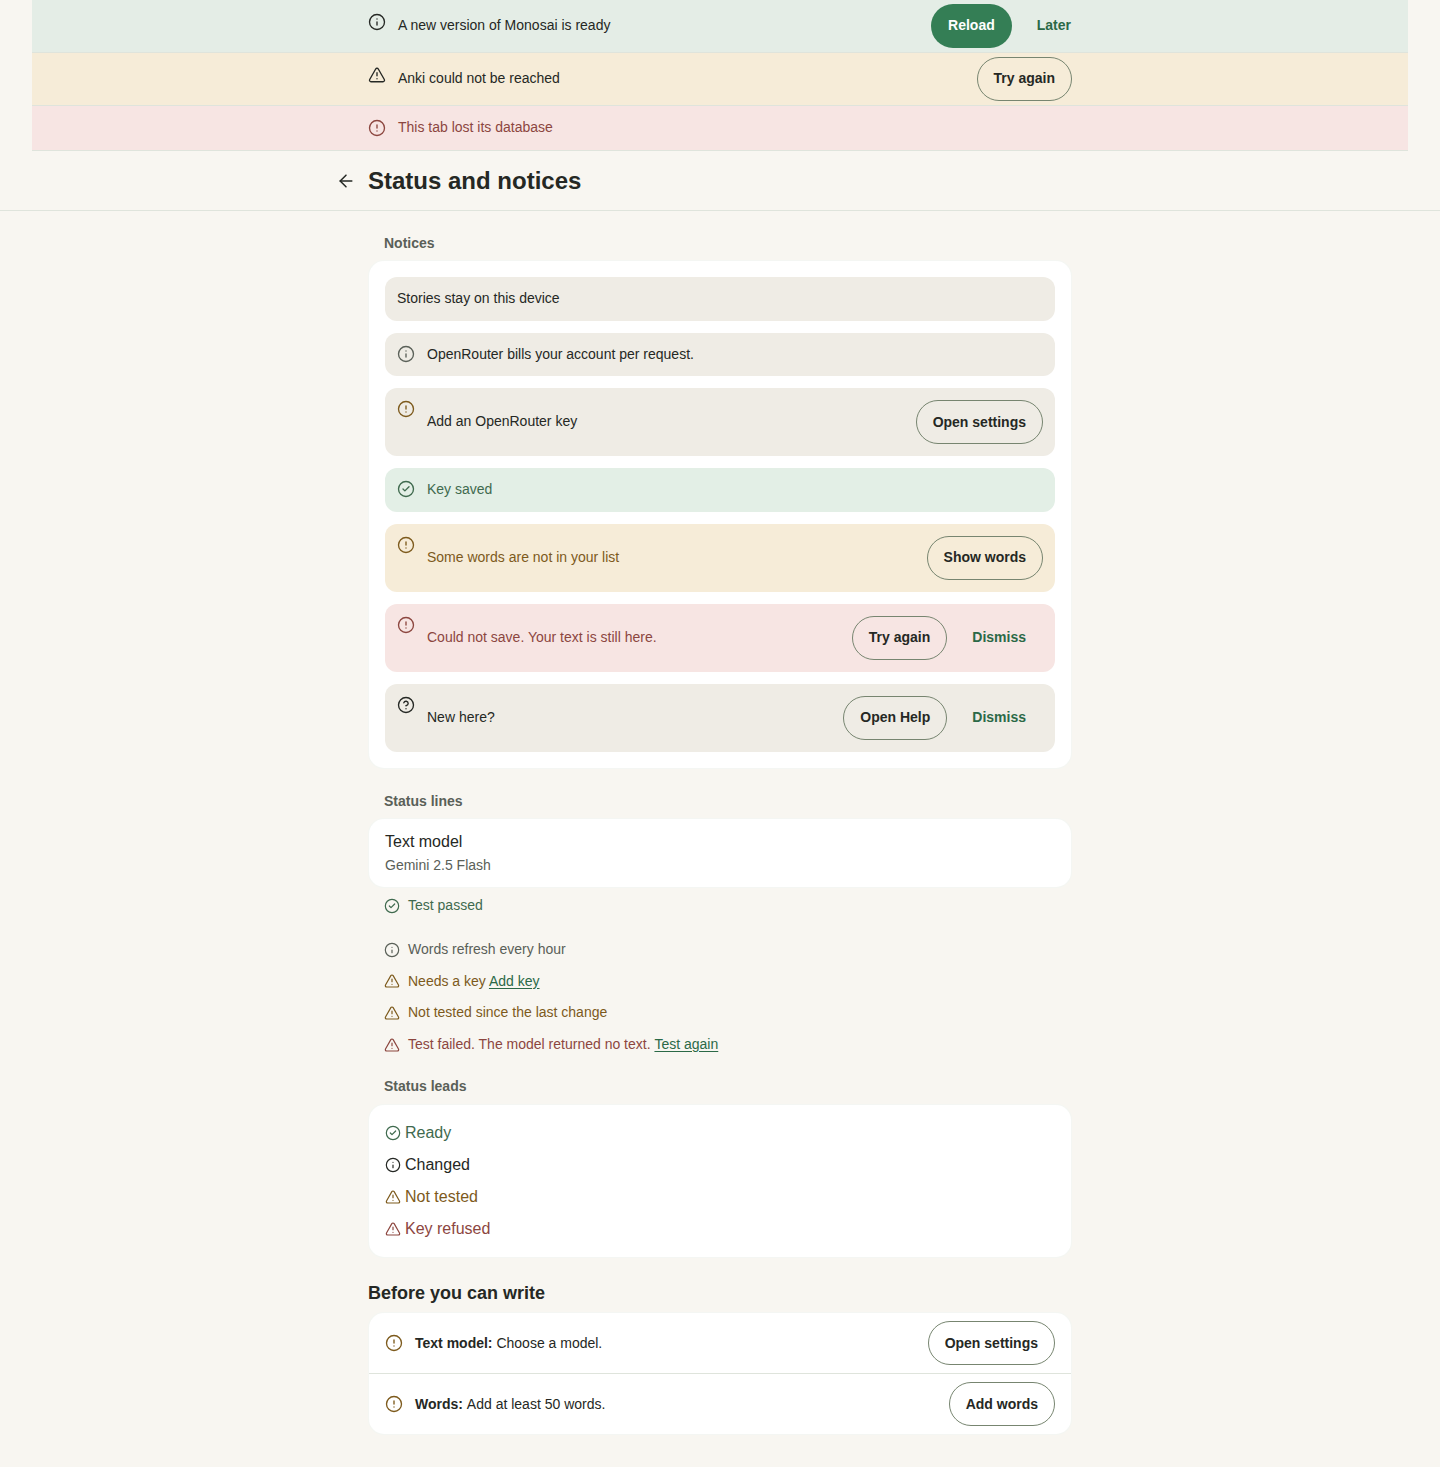 A new version of Monosai is ready Reload Later
Anki could not be reached Try again
This tab lost its database
Status and notices
Notices
Stories stay on this device
OpenRouter bills your account per request.
Add an OpenRouter key Open settings
Key saved
Some words are not in your list Show words
Could not save. Your text is still here. Try again Dismiss
New here? Open Help Dismiss
Status lines
Text model
Gemini 2.5 Flash
Test passed
Words refresh every hour
Needs a key Add key
Not tested since the last change
Test failed. The model returned no text. Test again
Status leads
Ready
Changed
Not tested
Key refused
Before you can write
Text model: Choose a model. Open settings
Words: Add at least 50 words. Add words